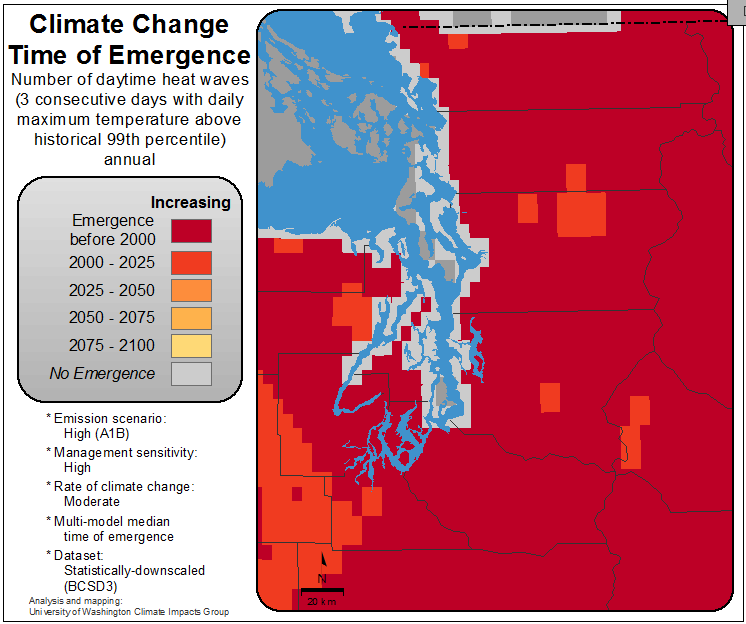 Climate Change
Time of Emergence
Number of daytime heat waves
(3 consecutive days with daily
maximum temperature above
historical 99th percentile)
annual
Increasing
Emergence
before 2000
2000 - 2025
2025 - 2050
2050 - 2075
2075 - 2100
No Emergence
* Emission scenario:
High (A1B)
* Management sensitivity:
High
* Rate of climate change:
Moderate
* Multi-model median
time of emergence
* Dataset:
Statistically-downscaled
(BCSD3)
Analysis and mapping:
University of Washington Climate Impacts Group
N
20 km